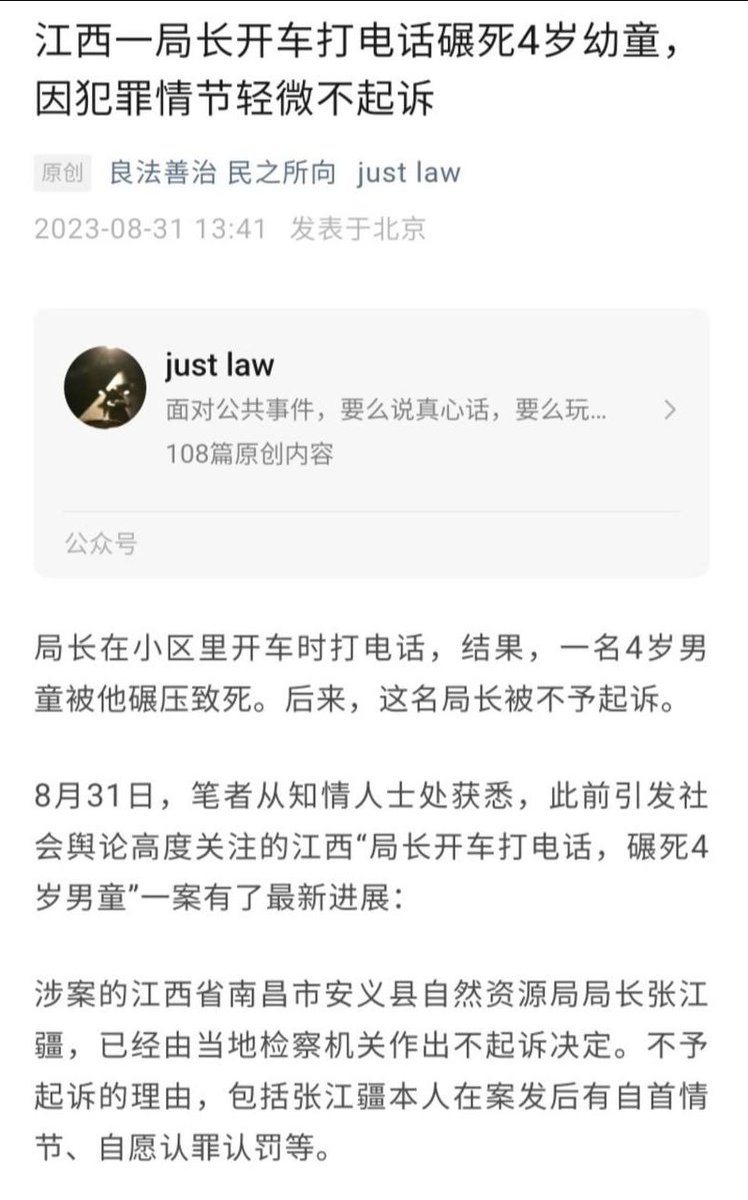 江西一局长开车打电话碾死4岁幼童，
因犯罪情节轻微不起诉
原创 良法善治 民之所向 just law
2023-08-31 13:41 发表于北京
just law
面对公共事件，要么说真心话，要么玩...
108篇原创内容
公众号
局长在小区里开车时打电话，结果，一名4岁男
童被他碾压致死。后来，这名局长被不予起诉。
8月31日，笔者从知情人士处获悉，此前引发社
会舆论高度关注的江西“局长开车打电话，碾死4
岁男童”一案有了最新进展：
涉案的江西省南昌市安义县自然资源局局长张江
疆，已经由当地检察机关作出不起诉决定。不予
起诉的理由，包括张江疆本人在案发后有自首情
节、自愿认罪认罚等。